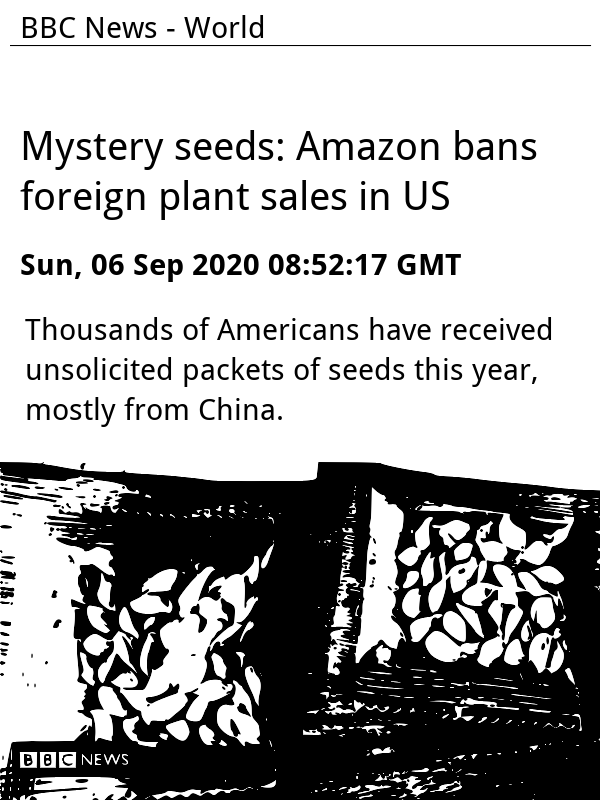 BBC News - World
Mystery seeds: Amazon bans
foreign plant sales in US
Sun, 06 Sep 2020 08:52:17 GMT
Thousands of Americans have received
unsolicited packets of seeds this year,
mostly from China.
BBC NEWS